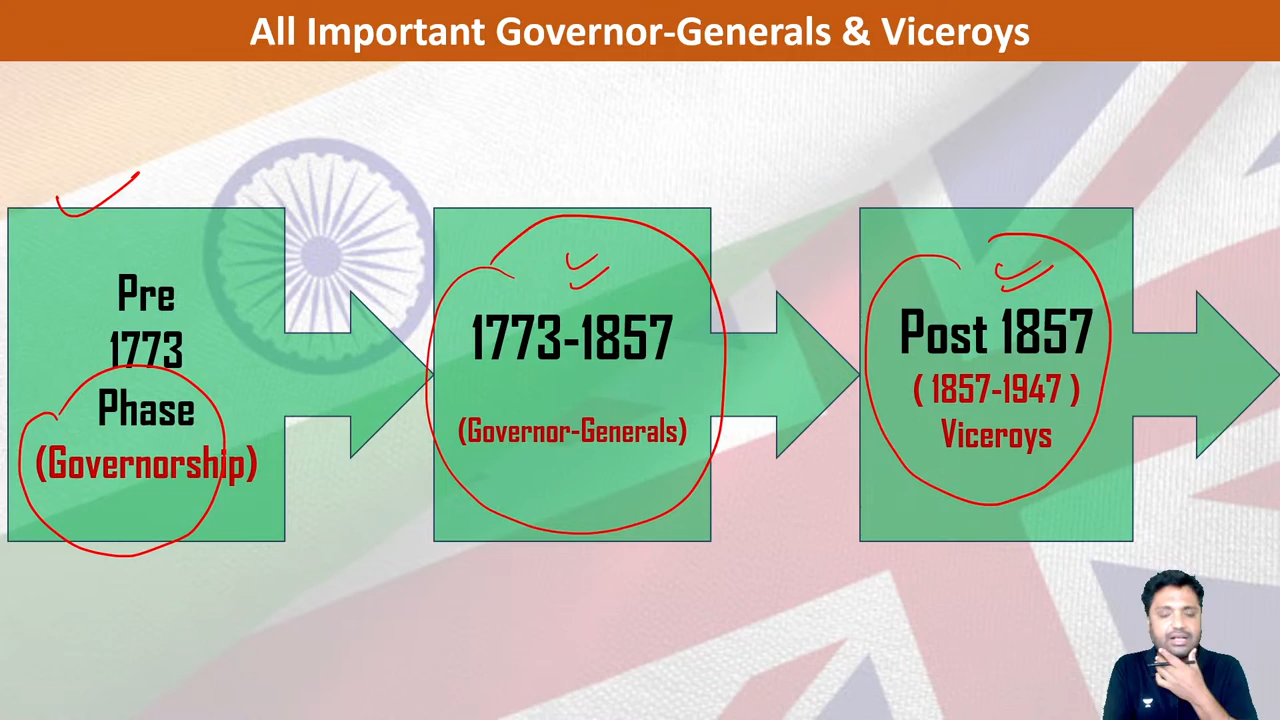 All Important Governor-Generals & Viceroys
Pre
1773
Phase
(Governorship)
1773-1857
(Governor-Generals)
Post 1857
( 1857-1947 )
Viceroys